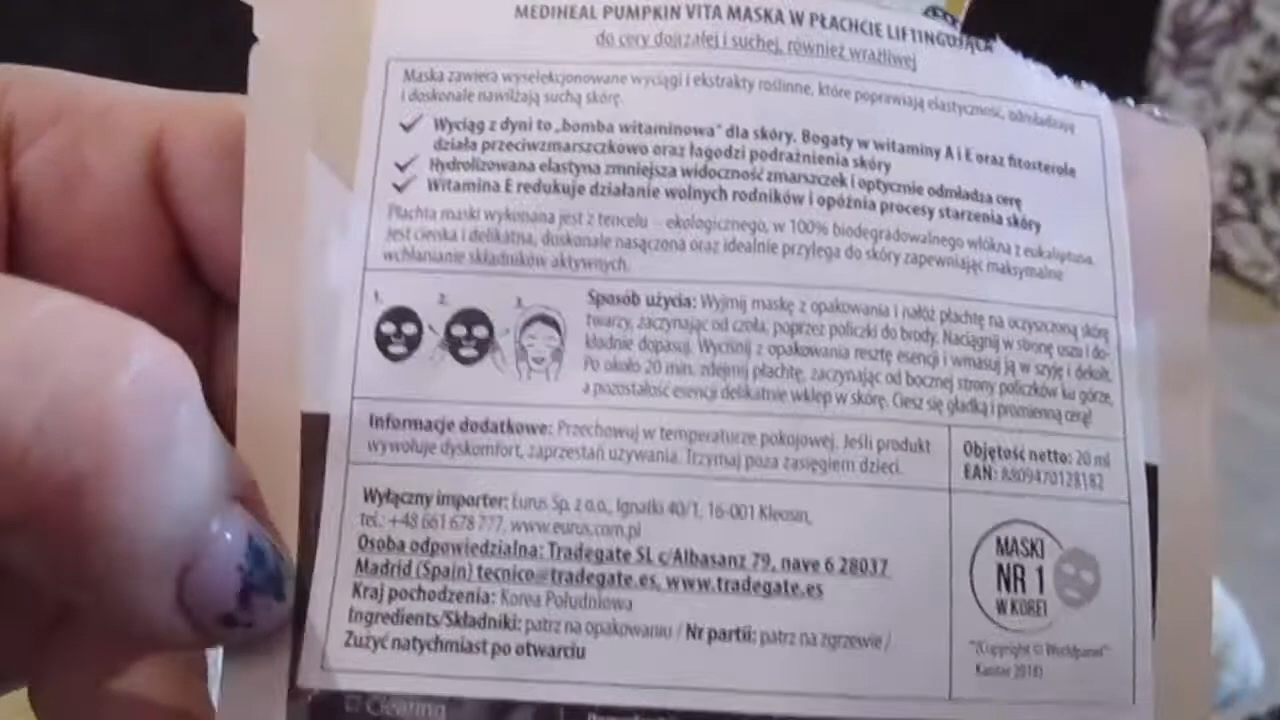 MEDIHEAL PUMPKIN VITA MASKA W PŁACHCIE LIFTINGUJĄCA
do cery dojrzałej i suchej, również wrażliwej
Maska zawiera wyselekcjonowane wyciągi i ekstrakty roślinne, które poprawiają elastyczność, odmładzają
i doskonale nawilżają suchą skórę.
Wyciąg z dyni to „bomba witaminowa" dla skóry. Bogaty w witaminy A i E oraz fitosterole
działa przeciwzmarszczkowo oraz łagodzi podrażnienia skóry
Hydrolizowana elastyna zmniejsza widoczność zmarszczek i optycznie odmładza cerę
Witamina E redukuje działanie wolnych rodników i opóźnia procesy starzenia skóry
Płachta maski wykonana jest z tencelu – ekologicznego, w 100% biodegradowalnego włókna z eukaliptusa.
Jest cienka i delikatna, doskonale nasączona oraz idealnie przylega do skóry zapewniając maksymalne
wchłanianie składników aktywnych.
1. 2. 3.
Sposób użycia: Wyjmij maskę z opakowania i nałóż płachtę na oczyszczoną skórę
twarzy, zaczynając od czoła, poprzez policzki do brody. Naciągnij w stronę uszu i do-
kładnie dopasuj. Wyciśnij z opakowania resztę esencji i wmasuj ją w szyję i dekolt.
Po około 20 min. zdejmij płachtę, zaczynając od bocznej strony policzków ku górze,
a pozostałość esencji delikatnie wklep w skórę. Ciesz się gładką i promienną cerą!
Informacje dodatkowe: Przechowuj w temperaturze pokojowej. Jeśli produkt
wywołuje dyskomfort, zaprzestań używania. Trzymaj poza zasięgiem dzieci.
Objętość netto: 20 ml
EAN: 8809470128182
Wyłączny importer: Eurus Sp. z o.o., Ignatki 40/1, 16-001 Kleosin,
tel.: +48 661 678 777, www.eurus.com.pl
Osoba odpowiedzialna: Tradegate SL c/Albasanz 79, nave 6 28037
Madrid (Spain) tecnico@tradegate.es, www.tradegate.es
Kraj pochodzenia: Korea Południowa
Ingredients/Składniki: patrz na opakowaniu / Nr partii: patrz na zgrzewie /
Zużyć natychmiast po otwarciu
MASKI
NR 1
W KOREI
*(Copyright © Worldpanel
Kantar 2018)
Clearing